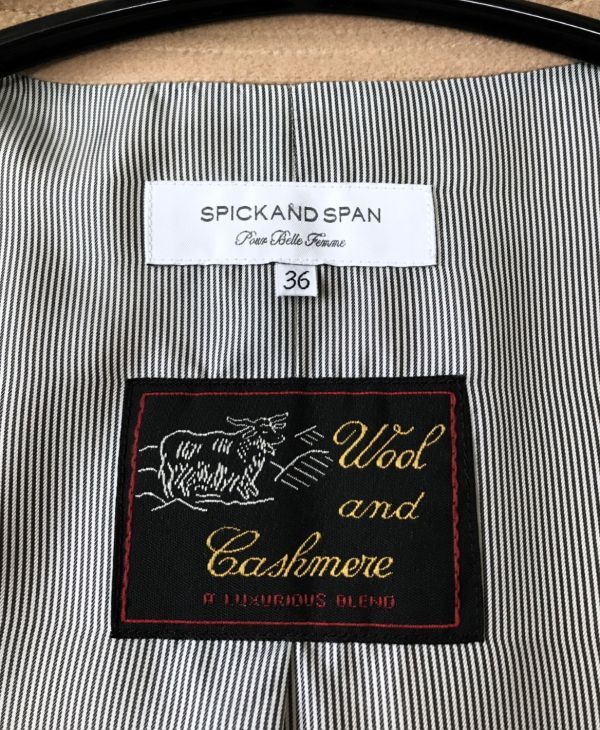 SPICKAND SPAN
Pour Belle Femme
36
Wool
and
Cashmere
A LUXURIOUS BLEND